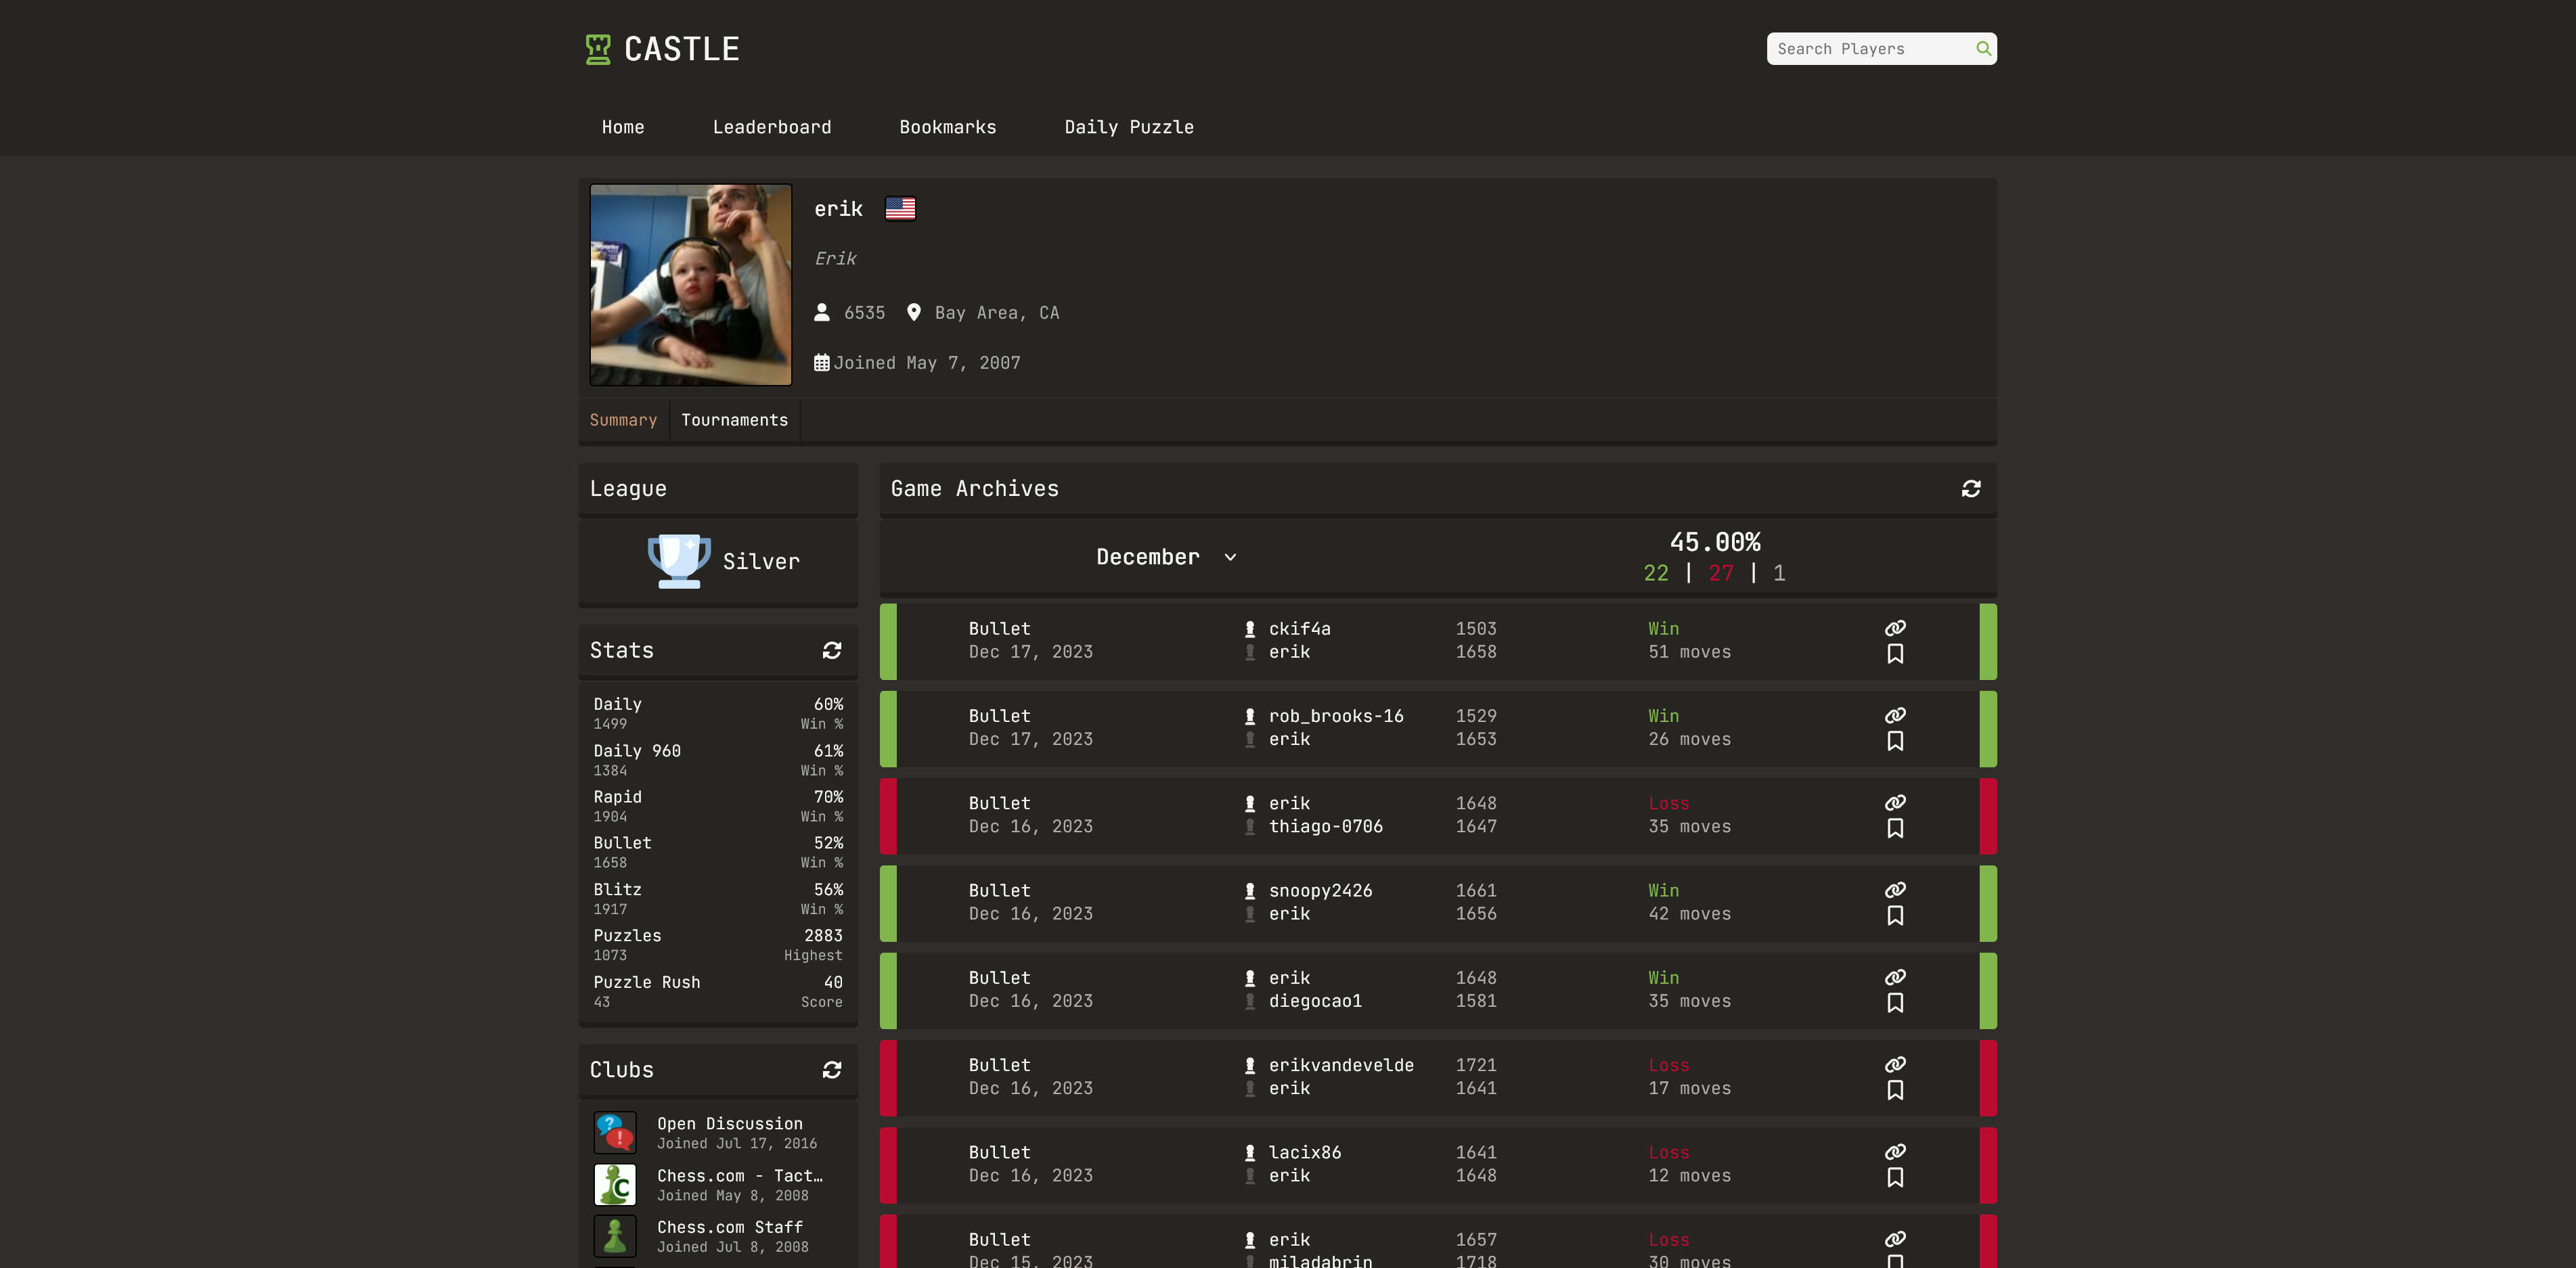 CASTLE
Search Players
Home Leaderboard Bookmarks Daily Puzzle
erik
Erik
6535 Bay Area, CA
Joined May 7, 2007
Summary Tournaments
League
Silver
Stats
Daily 60%
1499 Win %
Daily 960 61%
1384 Win %
Rapid 70%
1904 Win %
Bullet 52%
1658 Win %
Blitz 56%
1917 Win %
Puzzles 2883
1073 Highest
Puzzle Rush 40
43 Score
Clubs
Open Discussion
Joined Jul 17, 2016
Chess.com - Tact…
Joined May 8, 2008
Chess.com Staff
Joined Jul 8, 2008
Game Archives
December
45.00%
22 | 27 | 1
Bullet ckif4a 1503 Win
Dec 17, 2023 erik 1658 51 moves
Bullet rob_brooks-16 1529 Win
Dec 17, 2023 erik 1653 26 moves
Bullet erik 1648 Loss
Dec 16, 2023 thiago-0706 1647 35 moves
Bullet snoopy2426 1661 Win
Dec 16, 2023 erik 1656 42 moves
Bullet erik 1648 Win
Dec 16, 2023 diegocao1 1581 35 moves
Bullet erikvandevelde 1721 Loss
Dec 16, 2023 erik 1641 17 moves
Bullet lacix86 1641 Loss
Dec 16, 2023 erik 1648 12 moves
Bullet erik 1657 Loss
Dec 15, 2023 miladabrin 1718 30 moves